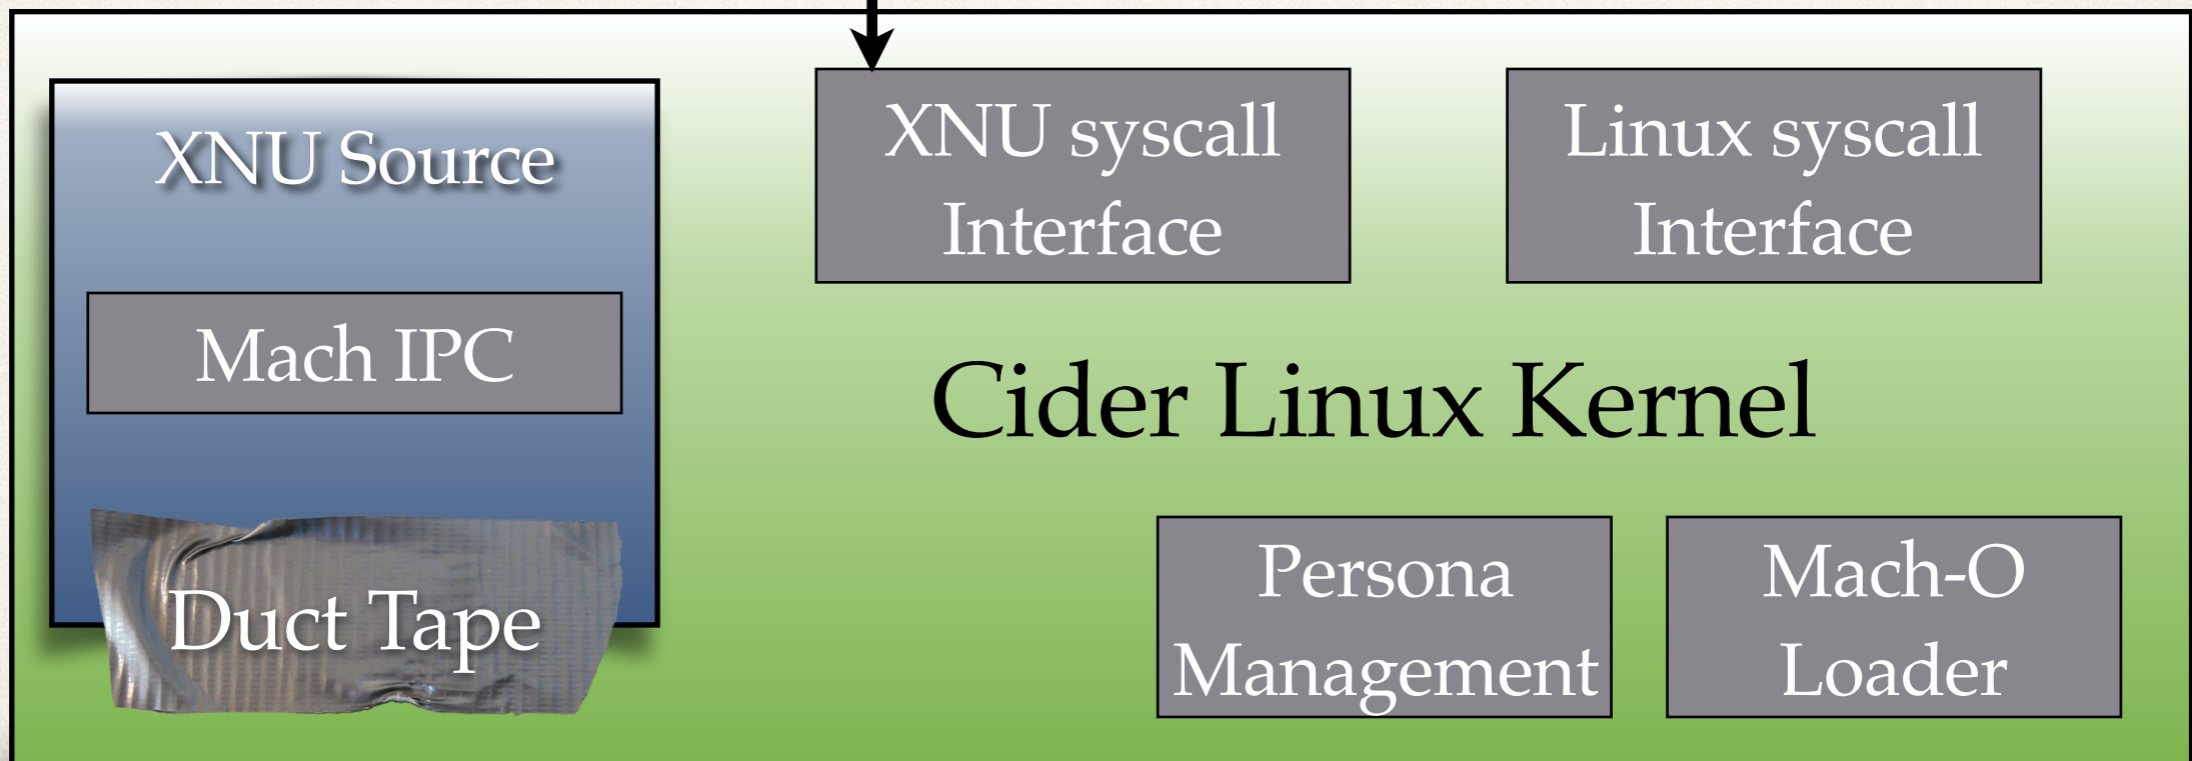 XNU Source
Mach IPC
Duct Tape
XNU syscall
Interface
Linux syscall
Interface
Cider Linux Kernel
Persona
Management
Mach-O
Loader